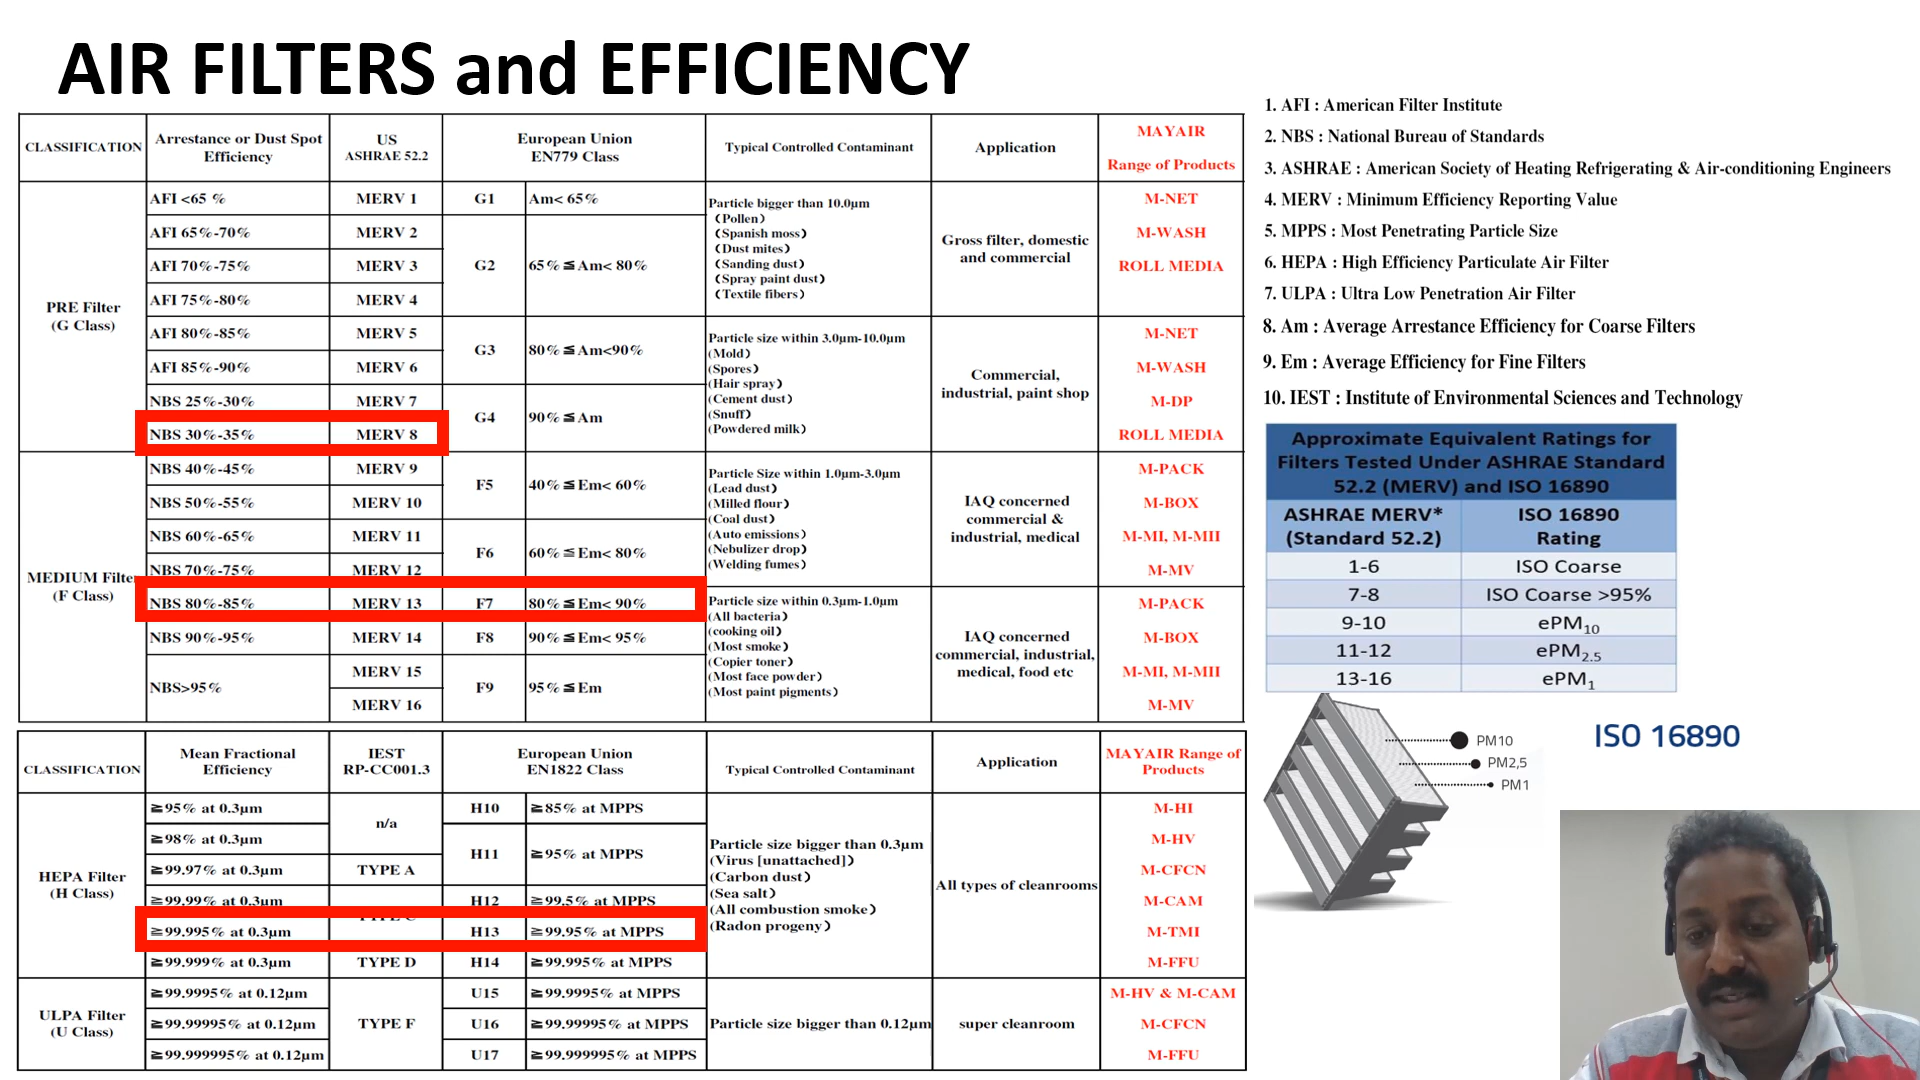 AIR FILTERS and EFFICIENCY
CLASSIFICATION
Arrestance or Dust Spot
Efficiency
US
ASHRAE 52.2
European Union
EN779 Class
Typical Controlled Contaminant
Application
MAYAIR
Range of Products
PRE Filter
(G Class)
AFI <65 %
MERV 1
G1
Am< 65%
AFI 65%-70%
MERV 2
AFI 70%-75%
MERV 3
G2
65%≦Am< 80%
AFI 75%-80%
MERV 4
Particle bigger than 10.0μm
(Pollen)
(Spanish moss)
(Dust mites)
(Sanding dust)
(Spray paint dust)
(Textile fibers)
Gross filter, domestic
and commercial
M-NET
M-WASH
ROLL MEDIA
AFI 80%-85%
MERV 5
G3
80%≦Am<90%
AFI 85%-90%
MERV 6
NBS 25%-30%
MERV 7
G4
90%≦Am
NBS 30%-35%
MERV 8
Particle size within 3.0μm-10.0μm
(Mold)
(Spores)
(Hair spray)
(Cement dust)
(Snuff)
(Powdered milk)
Commercial,
industrial, paint shop
M-NET
M-WASH
M-DP
ROLL MEDIA
MEDIUM Filte
(F Class)
NBS 40%-45%
MERV 9
F5
40%≦Em< 60%
NBS 50%-55%
MERV 10
NBS 60%-65%
MERV 11
F6
60%≦Em< 80%
NBS 70%-75%
MERV 12
Particle Size within 1.0μm-3.0μm
(Lead dust)
(Milled flour)
(Coal dust)
(Auto emissions)
(Nebulizer drop)
(Welding fumes)
IAQ concerned
commercial &
industrial, medical
M-PACK
M-BOX
M-MI, M-MII
M-MV
NBS 80%-85%
MERV 13
F7
80%≦Em< 90%
NBS 90%-95%
MERV 14
F8
90%≦Em< 95%
NBS>95%
MERV 15
F9
95%≦Em
MERV 16
Particle size within 0.3μm-1.0μm
(All bacteria)
(cooking oil)
(Most smoke)
(Copier toner)
(Most face powder)
(Most paint pigments)
IAQ concerned
commercial, industrial,
medical, food etc
M-PACK
M-BOX
M-MI, M-MII
M-MV
CLASSIFICATION
Mean Fractional
Efficiency
IEST
RP-CC001.3
European Union
EN1822 Class
Typical Controlled Contaminant
Application
MAYAIR Range of
Products
HEPA Filter
(H Class)
≧95% at 0.3μm
n/a
H10
≧85% at MPPS
≧98% at 0.3μm
H11
≧95% at MPPS
≧99.97% at 0.3μm
TYPE A
≧99.99% at 0.3μm
TYPE C
H12
≧99.5% at MPPS
≧99.995% at 0.3μm
H13
≧99.95% at MPPS
≧99.999% at 0.3μm
TYPE D
H14
≧99.995% at MPPS
Particle size bigger than 0.3μm
(Virus [unattached])
(Carbon dust)
(Sea salt)
(All combustion smoke)
(Radon progeny)
All types of cleanrooms
M-HI
M-HV
M-CFCN
M-CAM
M-TMI
M-FFU
ULPA Filter
(U Class)
≧99.9995% at 0.12μm
U15
≧99.9995% at MPPS
≧99.99995% at 0.12μm
TYPE F
U16
≧99.99995% at MPPS
≧99.999995% at 0.12μm
U17
≧99.999995% at MPPS
Particle size bigger than 0.12μm
super cleanroom
M-HV & M-CAM
M-CFCN
M-FFU
1. AFI : American Filter Institute
2. NBS : National Bureau of Standards
3. ASHRAE : American Society of Heating Refrigerating & Air-conditioning Engineers
4. MERV : Minimum Efficiency Reporting Value
5. MPPS : Most Penetrating Particle Size
6. HEPA : High Efficiency Particulate Air Filter
7. ULPA : Ultra Low Penetration Air Filter
8. Am : Average Arrestance Efficiency for Coarse Filters
9. Em : Average Efficiency for Fine Filters
10. IEST : Institute of Environmental Sciences and Technology
Approximate Equivalent Ratings for
Filters Tested Under ASHRAE Standard
52.2 (MERV) and ISO 16890
ASHRAE MERV*
(Standard 52.2)
ISO 16890
Rating
1-6
ISO Coarse
7-8
ISO Coarse >95%
9-10
ePM10
11-12
ePM2.5
13-16
ePM1
PM10
PM2,5
PM1
ISO 16890